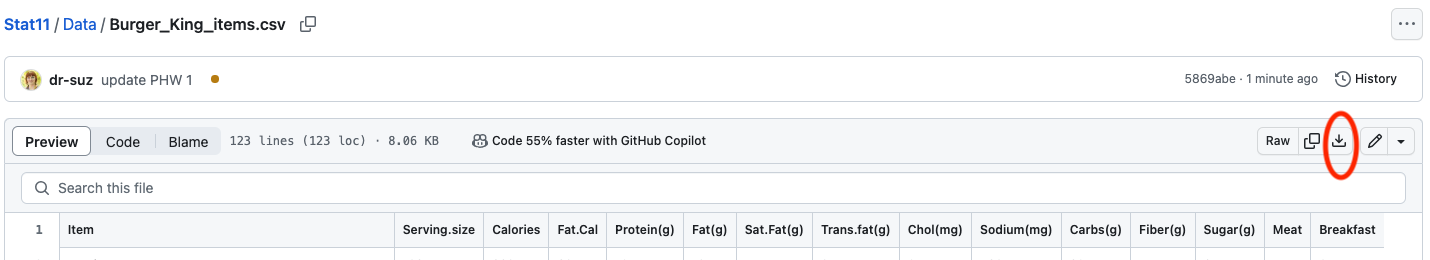 Stat11 / Data / Burger_King_items.csv
dr-suz update PHW 1 5869abe · 1 minute ago History
Preview Code Blame 123 lines (123 loc) · 8.06 KB Code 55% faster with GitHub Copilot Raw
Search this file
1 Item Serving.size Calories Fat.Cal Protein(g) Fat(g) Sat.Fat(g) Trans.fat(g) Chol(mg) Sodium(mg) Carbs(g) Fiber(g) Sugar(g) Meat Breakfast